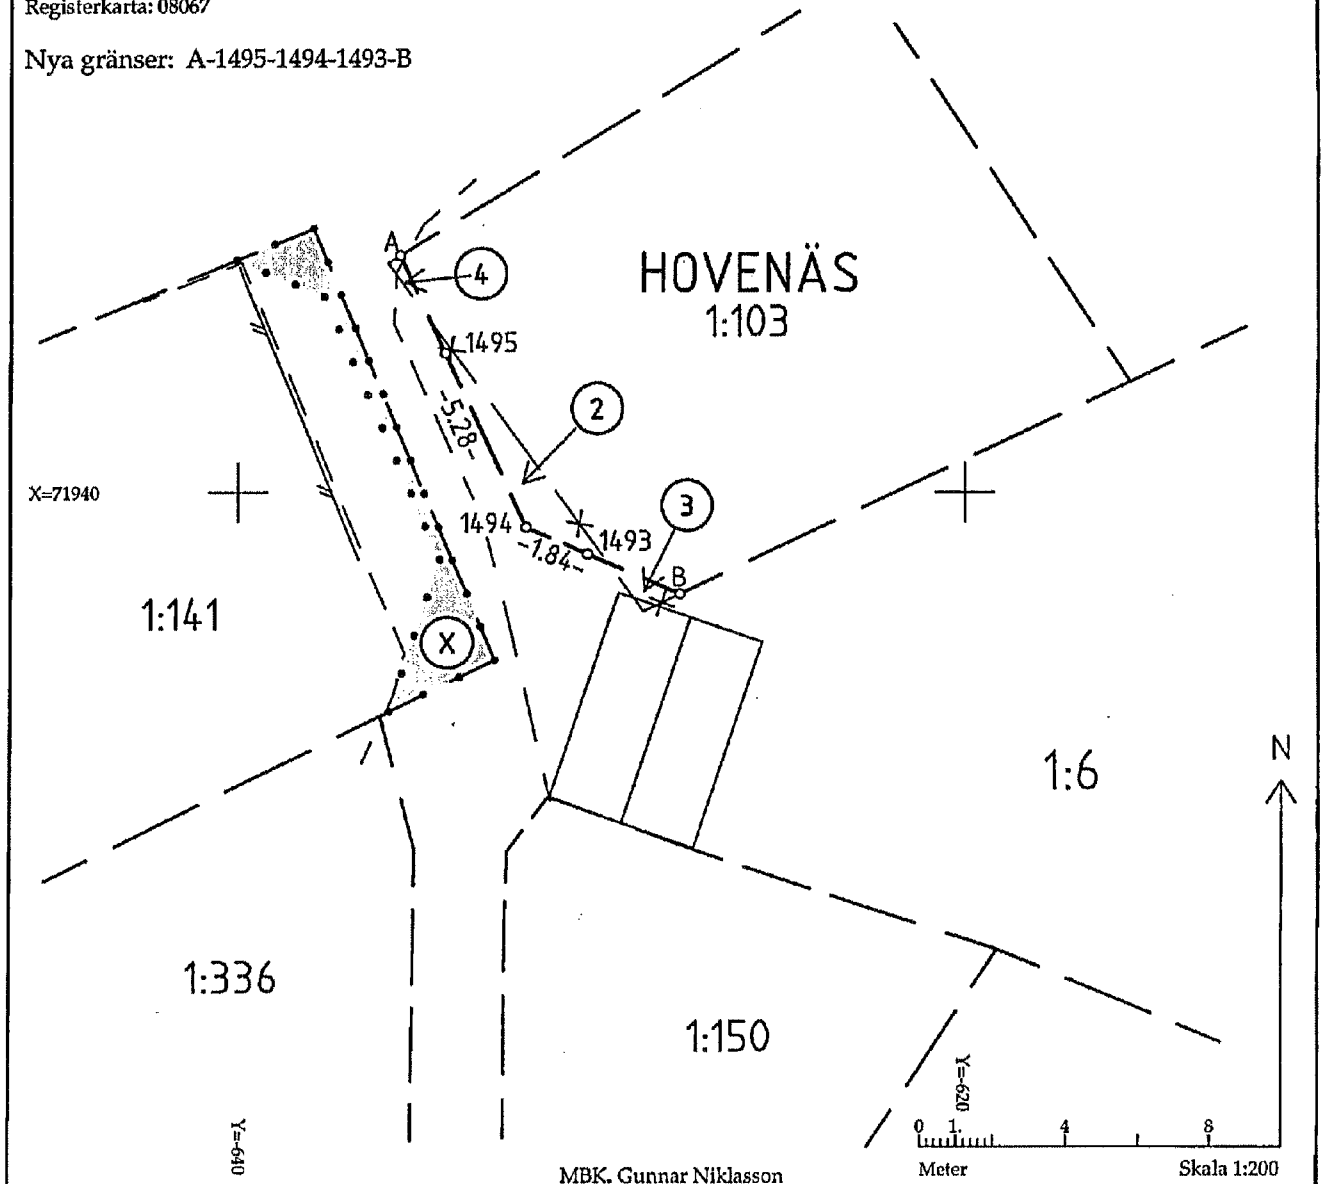 Registerkarta: 08067
Nya gränser: A-1495-1494-1493-B
A
4
HOVENÄS
1:103
1495
2
-5.28-
X=71940
3
1494
1493
-1.84-
B
1:141
X
N
1:6
1:336
1:150
Y=-620
0 1. 4 8
Y=-640
MBK. Gunnar Niklasson
Meter
Skala 1:200